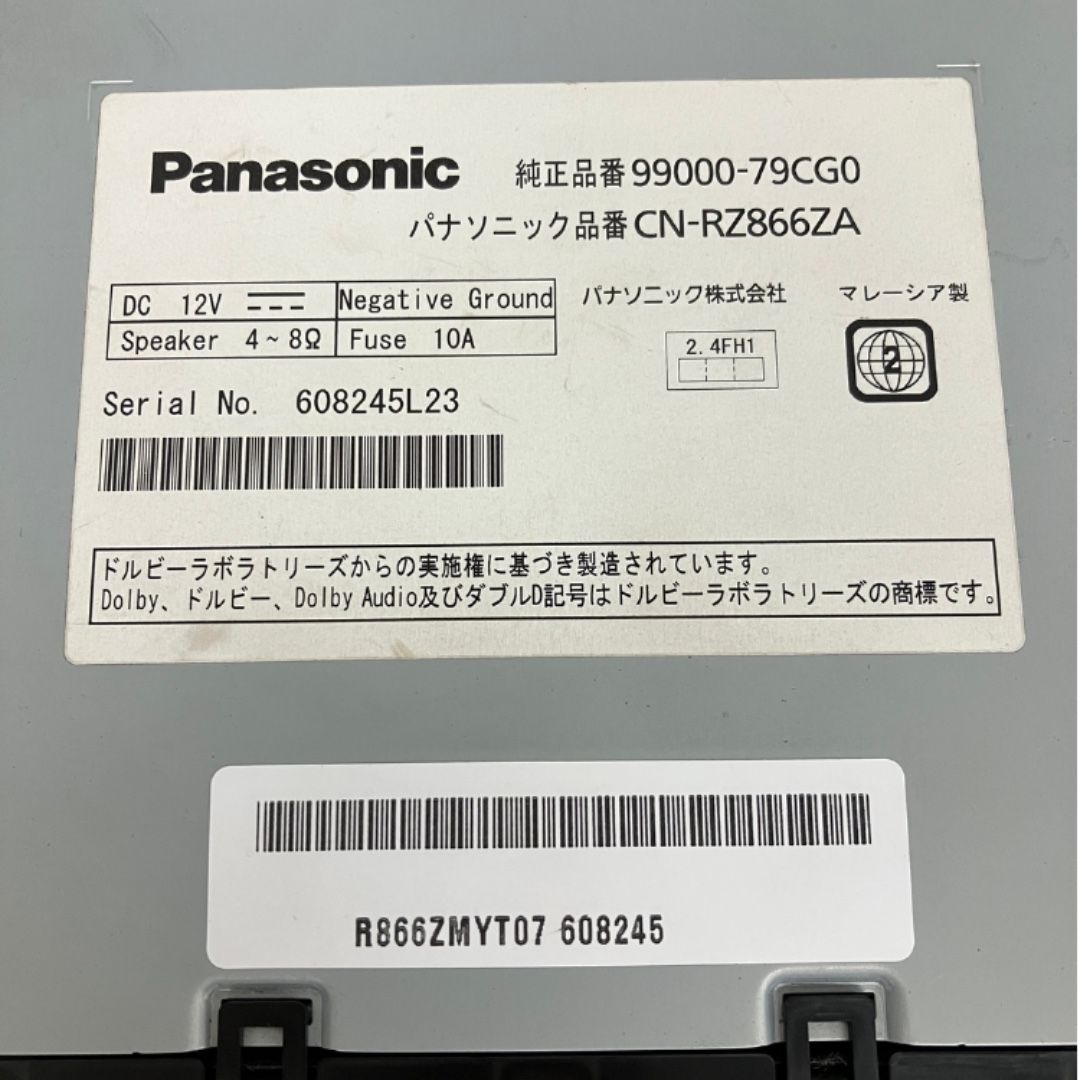 Panasonic 純正品番 99000-79CG0
パナソニック品番 CN-RZ866ZA
DC 12V Negative Ground
Speaker 4~8Ω Fuse 10A
パナソニック株式会社 マレーシア製
2.4FH1
2
Serial No. 608245L23
ドルビーラボラトリーズからの実施権に基づき製造されています。
Dolby、ドルビー、Dolby Audio及びダブルD記号はドルビーラボラトリーズの商標です。
R866ZMYT07 608245